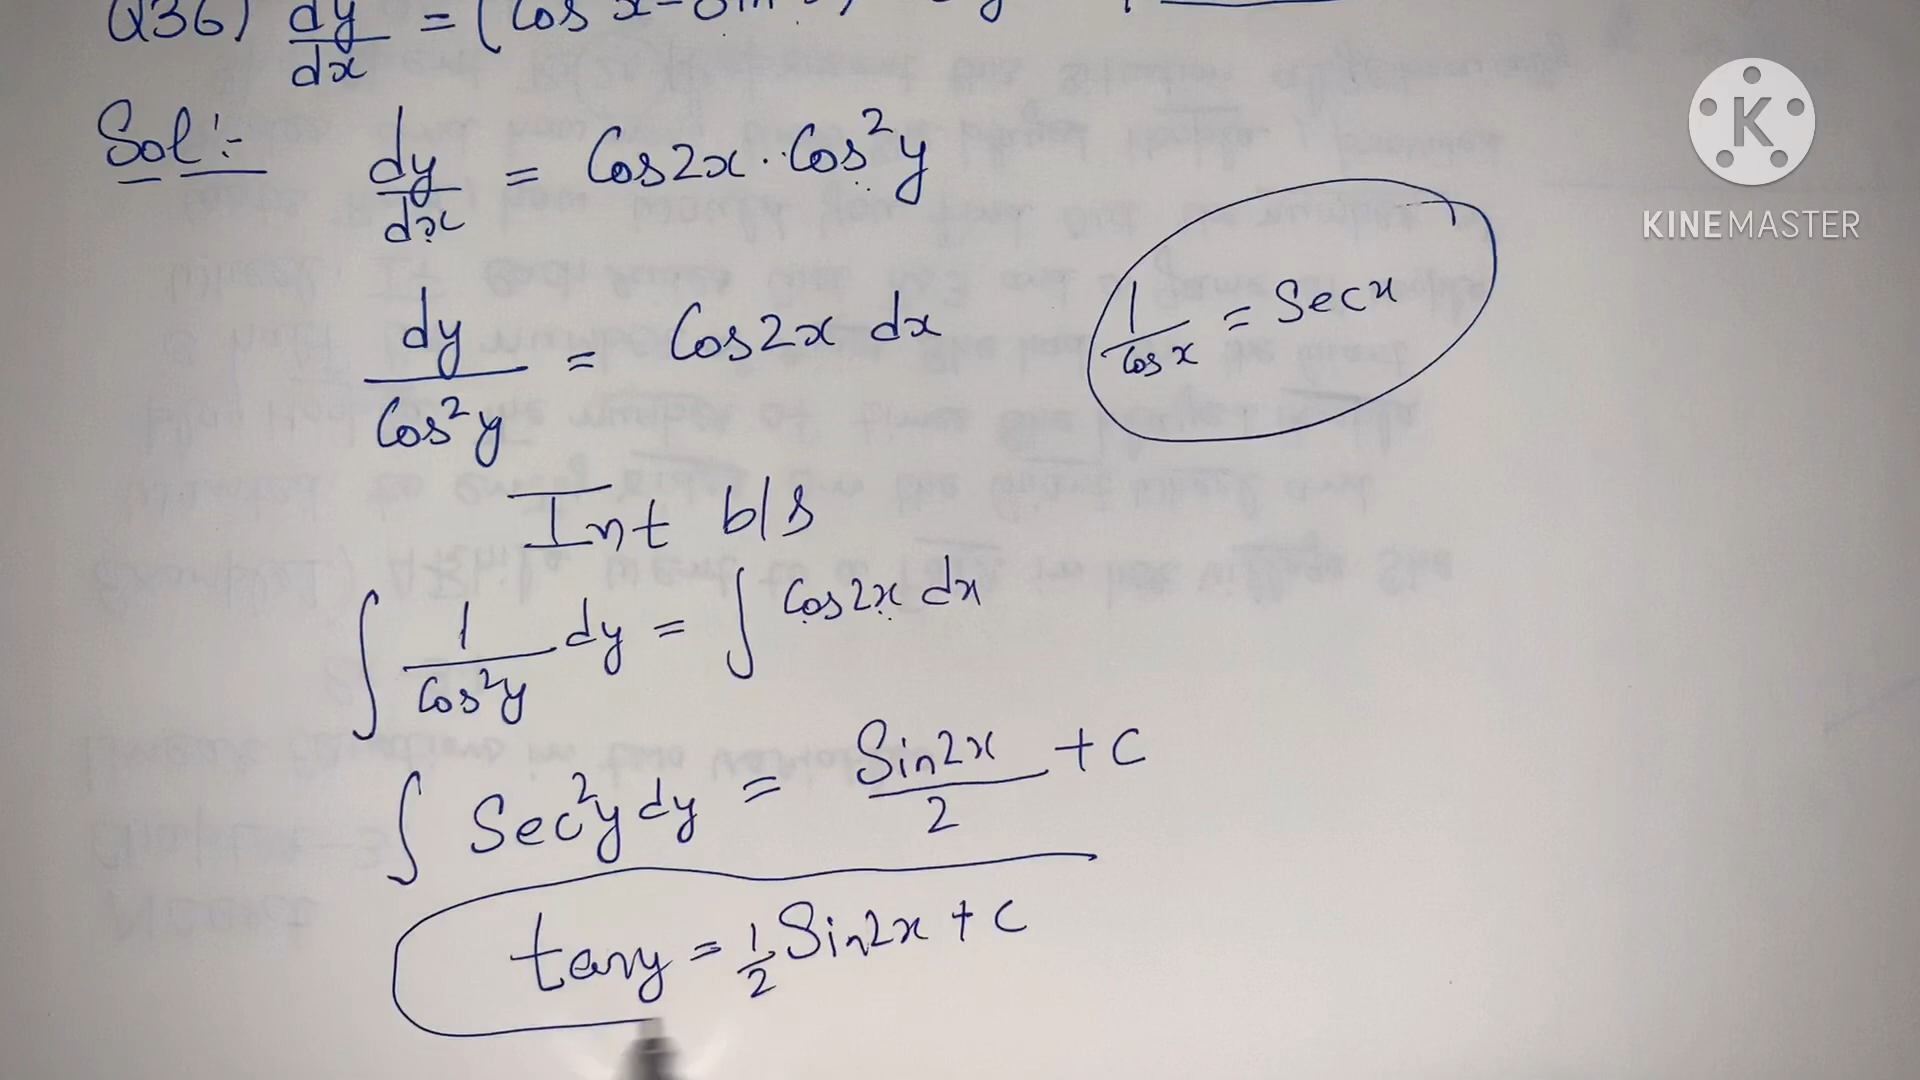 Q36) dy/dx = (Cos x - Sin
Sol:-
dy/dx = Cos2x . Cos²y
dy/Cos²y = Cos2x dx
1/Cos x = Sec x
Int b/s
∫ 1/Cos²y dy = ∫ Cos2x dx
∫ Sec²y dy = Sin2x/2 + C
tany = 1/2 Sin2x + C
K
KINEMASTER